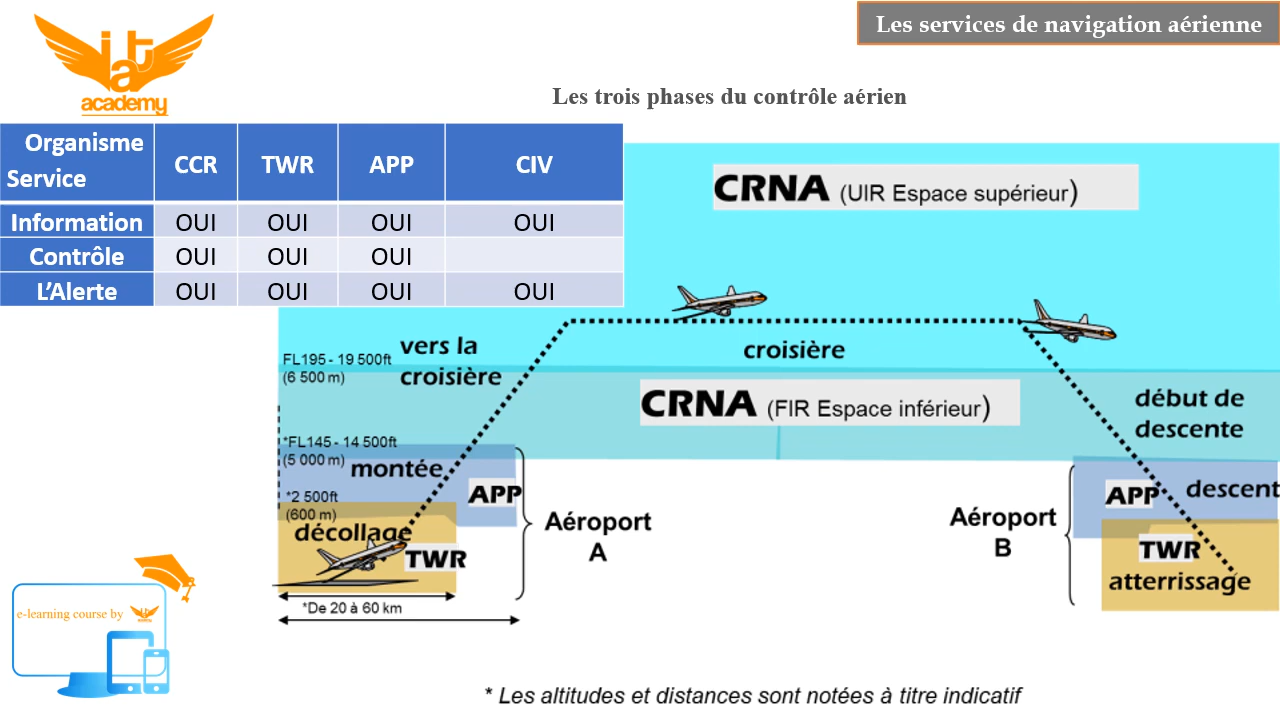 iat
academy
Les services de navigation aérienne
Les trois phases du contrôle aérien
Organisme
Service
CCR TWR APP CIV
Information OUI OUI OUI OUI
Contrôle OUI OUI OUI
L'Alerte OUI OUI OUI OUI
CRNA (UIR Espace supérieur)
vers la
croisière
croisière
FL195 - 19 500ft
(6 500 m)
CRNA (FIR Espace inférieur)
début de
descente
*FL145 - 14 500ft
(5 000 m)
montée
APP
*2 500ft
(600 m)
décollage
TWR
Aéroport
A
*De 20 à 60 km
Aéroport
B
APP
descent
TWR
atterrissage
e-learning course by iat
* Les altitudes et distances sont notées à titre indicatif